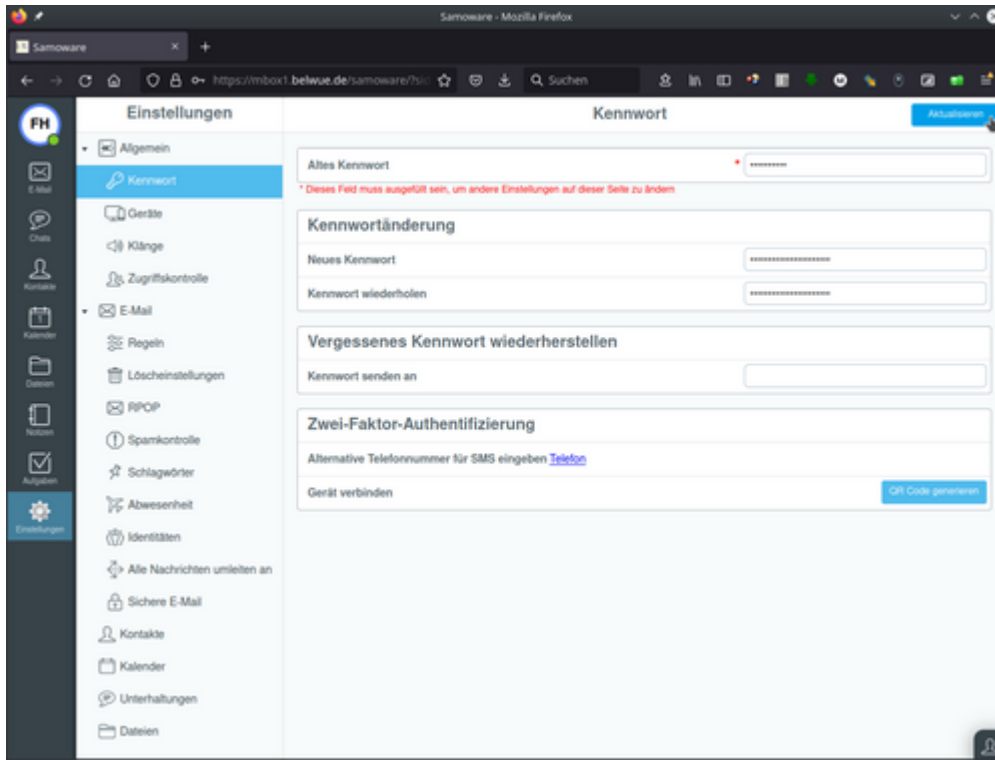 Samoware - Mozilla Firefox
Samoware
https://mbox1.belwue.de/samoware/?sid
Suchen
FH
E-Mail
Chats
Kontakte
Kalender
Dateien
Notizen
Aufgaben
Einstellungen
Einstellungen
Allgemein
Kennwort
Geräte
Klänge
Zugriffskontrolle
E-Mail
Regeln
Löscheinstellungen
RPOP
Spamkontrolle
Schlagwörter
Abwesenheit
Identitäten
Alle Nachrichten umleiten an
Sichere E-Mail
Kontakte
Kalender
Unterhaltungen
Dateien
Kennwort
Aktualisieren
Altes Kennwort *
* Dieses Feld muss ausgefüllt sein, um andere Einstellungen auf dieser Seite zu ändern
Kennwortänderung
Neues Kennwort
Kennwort wiederholen
Vergessenes Kennwort wiederherstellen
Kennwort senden an
Zwei-Faktor-Authentifizierung
Alternative Telefonnummer für SMS eingeben Telefon
Gerät verbinden
QR Code generieren